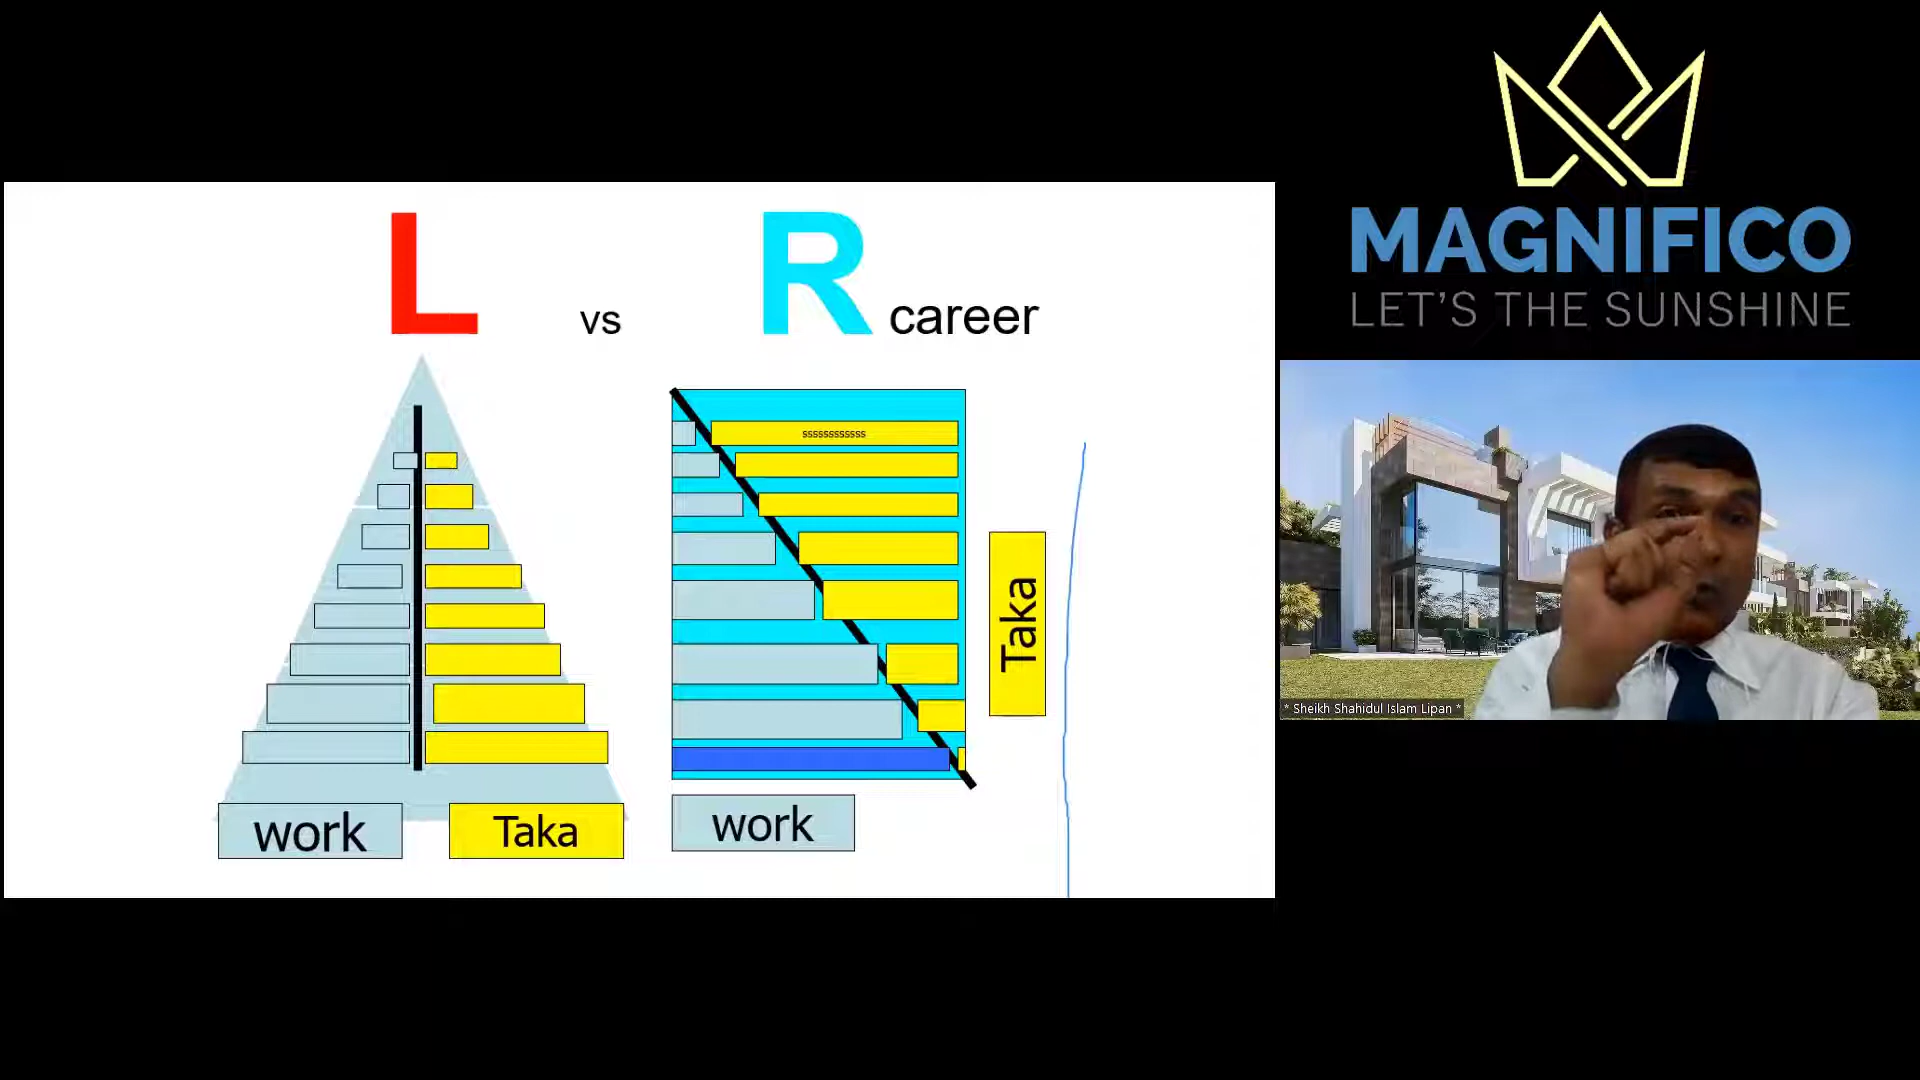 L vs R career
ssssssssssss
Taka
work
Taka
work
MAGNIFICO
LET'S THE SUNSHINE
* Sheikh Shahidul Islam Lipan *